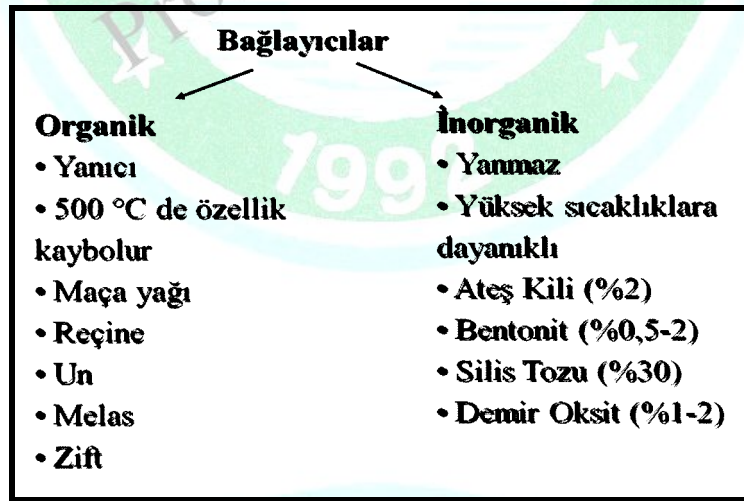 Bağlayıcılar
Organik
• Yanıcı
• 500 °C de özellik
kaybolur
• Maça yağı
• Reçine
• Un
• Melas
• Zift
İnorganik
• Yanmaz
• Yüksek sıcaklıklara
dayanıklı
• Ateş Kili (%2)
• Bentonit (%0,5-2)
• Silis Tozu (%30)
• Demir Oksit (%1-2)
1992